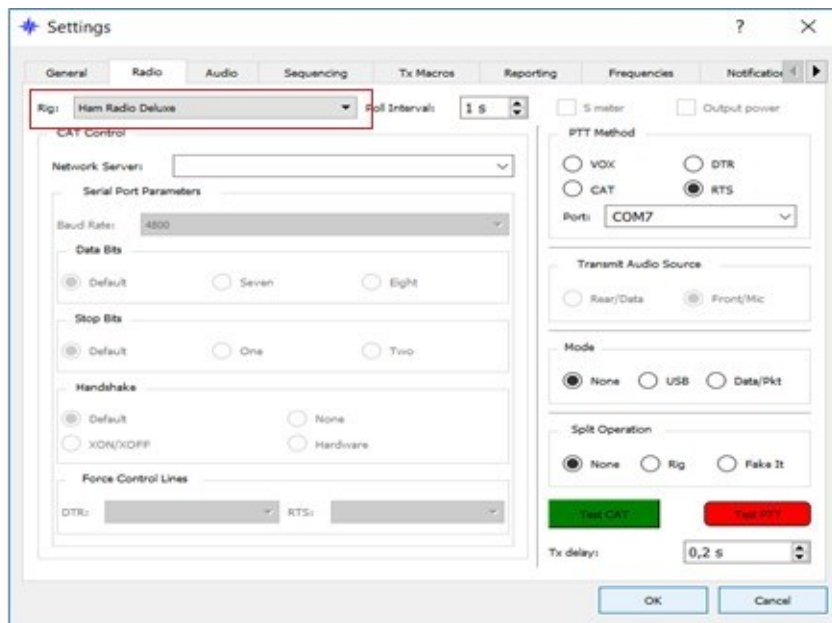 Settings
?
General Radio Audio Sequencing Tx Macros Reporting Frequencies Notification
Rig: Ham Radio Deluxe Poll Interval: 1 s S meter Output power
CAT Control
Network Server:
Serial Port Parameters
Baud Rate: 4800
Data Bits
Default Seven Eight
Stop Bits
Default One Two
Handshake
Default None
XON/XOFF Hardware
Force Control Lines
DTR: RTS:
PTT Method
VOX DTR
CAT RTS
Port: COM7
Transmit Audio Source
Rear/Data Front/Mic
Mode
None USB Data/Pkt
Split Operation
None Rig Fake It
Test CAT Test PTT
Tx delay: 0,2 s
OK Cancel